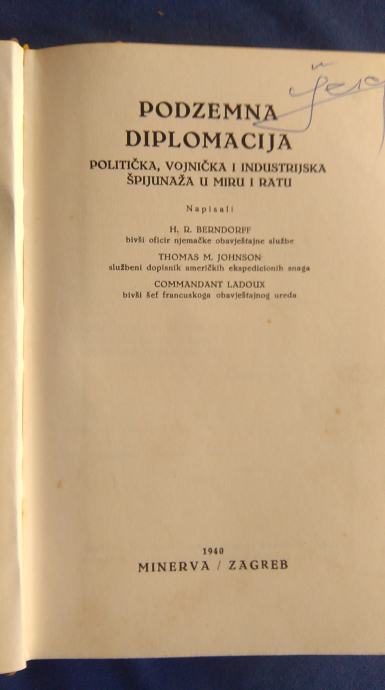 PODZEMNA
DIPLOMACIJA
POLITIČKA, VOJNIČKA I INDUSTRIJSKA
ŠPIJUNAŽA U MIRU I RATU
Napisali
H. R. BERNDORFF
bivši oficir njemačke obavještajne službe
THOMAS M. JOHNSON
službeni dopisnik američkih ekspedicionih snaga
COMMANDANT LADOUX
bivši šef francuskoga obavještajnog ureda
1940
MINERVA / ZAGREB